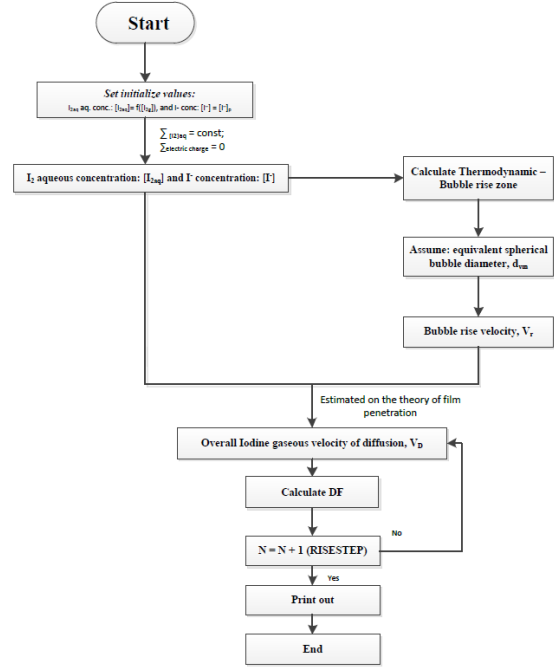 Start
Set initialize values:
I2aq aq. conc.: [I2aq]= f([I2g]), and I- conc: [I-] = [I-]0.
∑ [I2]aq = const;
∑electric charge = 0
I2 aqueous concentration: [I2aq] and I- concentration: [I-]
Calculate Thermodynamic –
Bubble rise zone
Assume: equivalent spherical
bubble diameter, dvm
Bubble rise velocity, Vr
Estimated on the theory of film
penetration
Overall Iodine gaseous velocity of diffusion, VD
Calculate DF
No
N = N + 1 (RISESTEP)
Yes
Print out
End